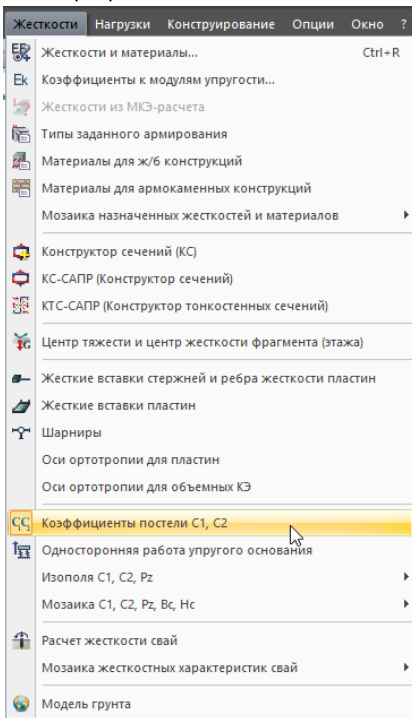 Жесткости Нагрузки Конструирование Опции Окно ?
Жесткости и материалы... Ctrl+R
Коэффициенты к модулям упругости...
Жесткости из МКЭ-расчета
Типы заданного армирования
Материалы для ж/б конструкций
Материалы для армокаменных конструкций
Мозаика назначенных жесткостей и материалов
Конструктор сечений (КС)
КС-САПР (Конструктор сечений)
КТС-САПР (Конструктор тонкостенных сечений)
Центр тяжести и центр жесткости фрагмента (этажа)
Жесткие вставки стержней и ребра жесткости пластин
Жесткие вставки пластин
Шарниры
Оси ортотропии для пластин
Оси ортотропии для объемных КЭ
Коэффициенты постели С1, С2
Односторонняя работа упругого основания
Изополя С1, С2, Pz
Мозаика С1, С2, Pz, Bc, Hc
Расчет жесткости свай
Мозаика жесткостных характеристик свай
Модель грунта